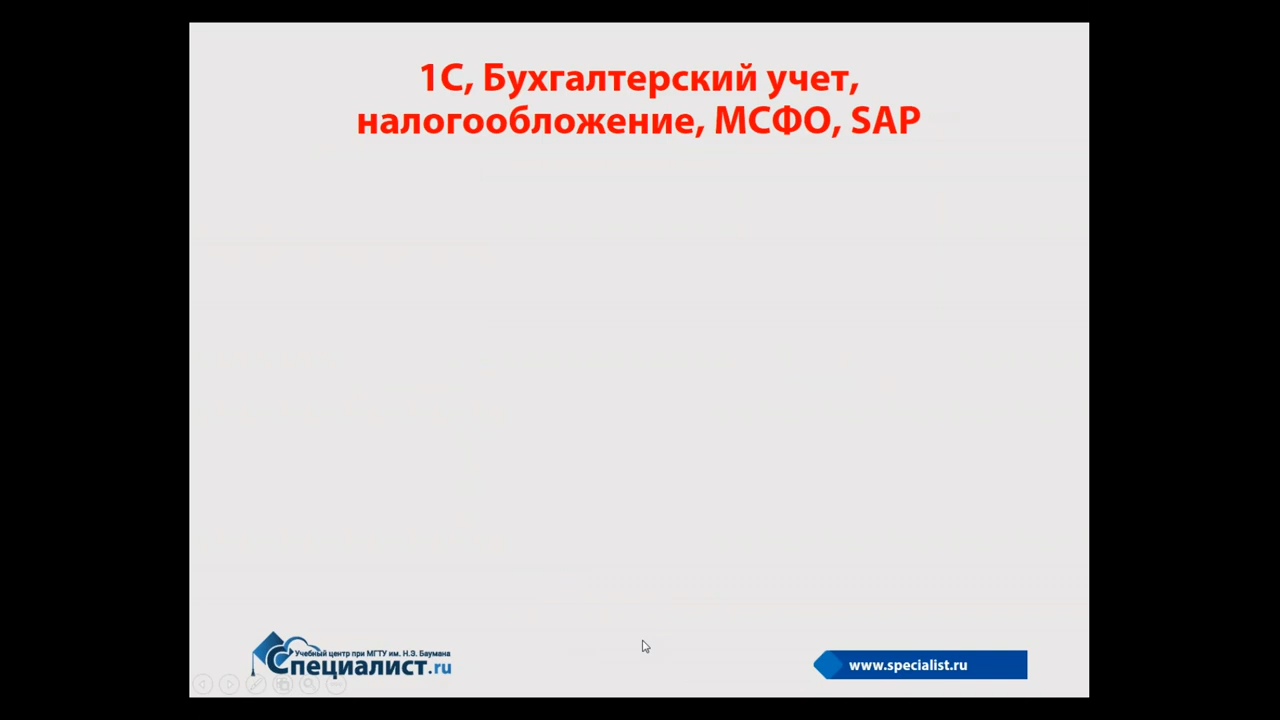 1С, Бухгалтерский учет,
налогообложение, МСФО, SAP
Учебный центр при МГТУ им. Н.Э. Баумана
Специалист.ru
www.specialist.ru